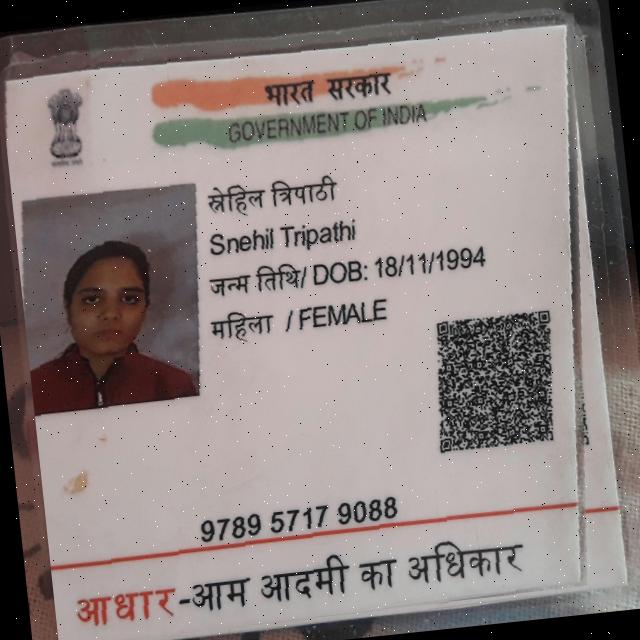 भारत सरकार
GOVERNMENT OF INDIA
स्नेहिल त्रिपाठी
Snehil Tripathi
जन्म तिथि/ DOB: 18/11/1994
महिला / FEMALE
9789 5717 9088
आधार-आम आदमी का अधिकार